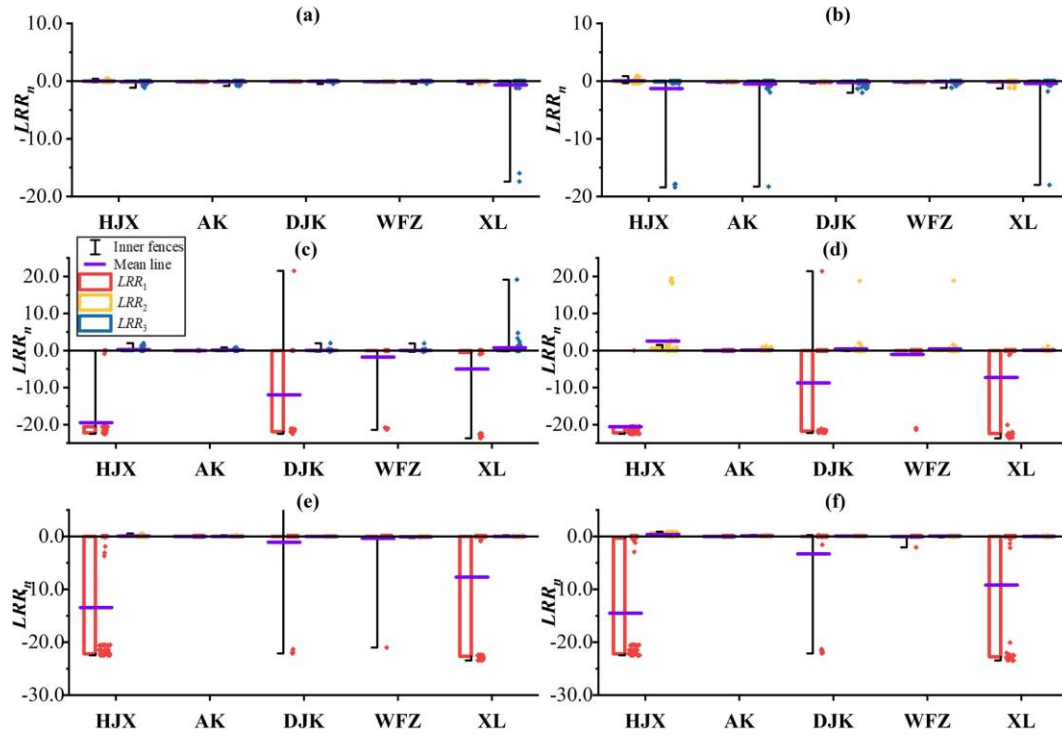 (a)
LRRₙ
10.0
0.0
-10.0
-20
HJX AK DJK WFZ XL
(b)
LRRₙ
10.0
0.0
-10.0
-20
HJX AK DJK WFZ XL
Inner fences
Mean line
LRR₁
LRR₂
LRR₃
(c)
LRRₙ
20.0
10.0
0.0
-10.0
-20.0
HJX AK DJK WFZ XL
(d)
LRRₙ
20.0
10.0
0.0
-10.0
-20.0
HJX AK DJK WFZ XL
(e)
LRRₙ
0.0
-10.0
-20.0
-30.0
HJX AK DJK WFZ XL
(f)
LRRₙ
0.0
-10.0
-20.0
-30.0
HJX AK DJK WFZ XL